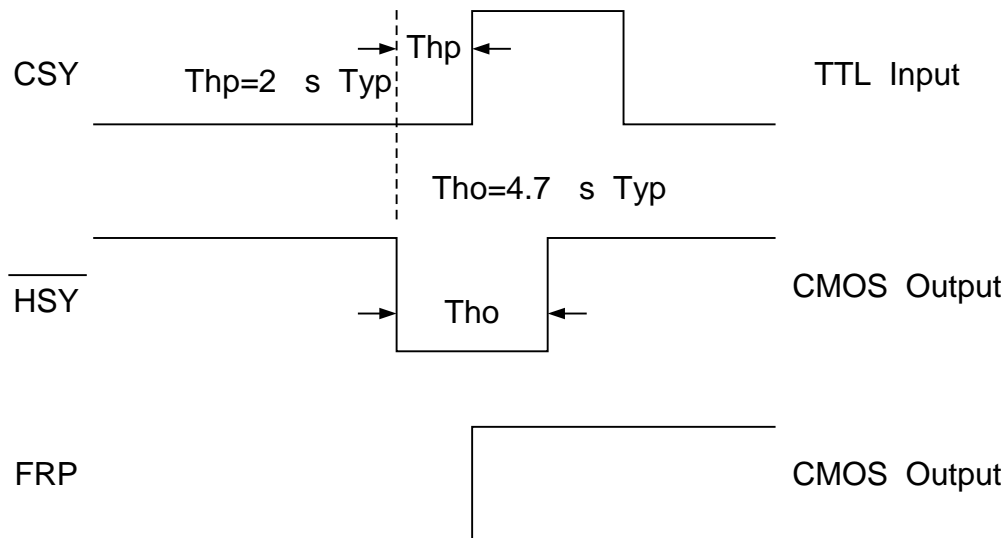 Thp
CSY
Thp=2 s Typ
TTL Input
Tho=4.7 s Typ
HSY
Tho
CMOS Output
FRP
CMOS Output